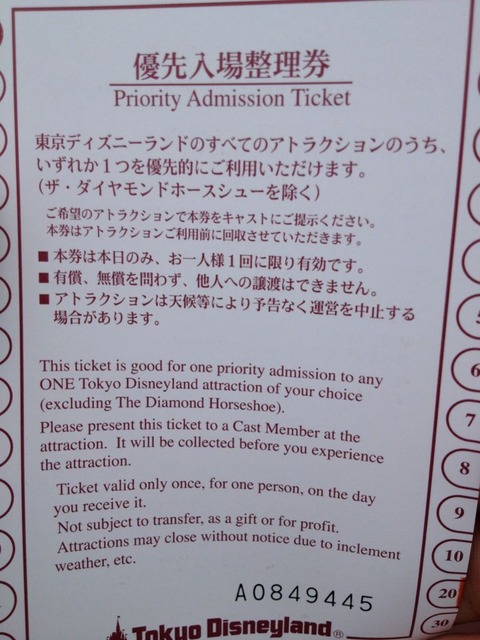 優先入場整理券
Priority Admission Ticket
東京ディズニーランドのすべてのアトラクションのうち、
いずれか1つを優先的にご利用いただけます。
(ザ・ダイヤモンドホースシューを除く)
ご希望のアトラクションで本券をキャストにご提示ください。
本券はアトラクションご利用前に回収させていただきます。
■ 本券は本日のみ、お一人様1回に限り有効です。
■ 有償、無償を問わず、他人への譲渡はできません。
■ アトラクションは天候等により予告なく運営を中止する
場合があります。
This ticket is good for one priority admission to any
ONE Tokyo Disneyland attraction of your choice
(excluding The Diamond Horseshoe).
Please present this ticket to a Cast Member at the
attraction. It will be collected before you experience
the attraction.
Ticket valid only once, for one person, on the day
you receive it.
Not subject to transfer, as a gift or for profit.
Attractions may close without notice due to inclement
weather, etc.
A0849445
Tokyo Disneyland®
5
6
7
8
9
10
20
30